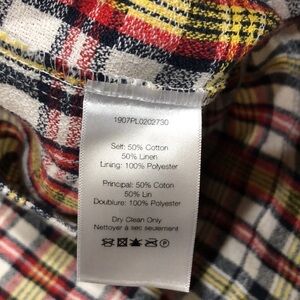 1907PL0202730
Self: 50% Cotton
50% Linen
Lining: 100% Polyester
Principal: 50% Coton
50% Lin
Doublure: 100% Polyester
Dry Clean Only
Nettoyer à sec seulement